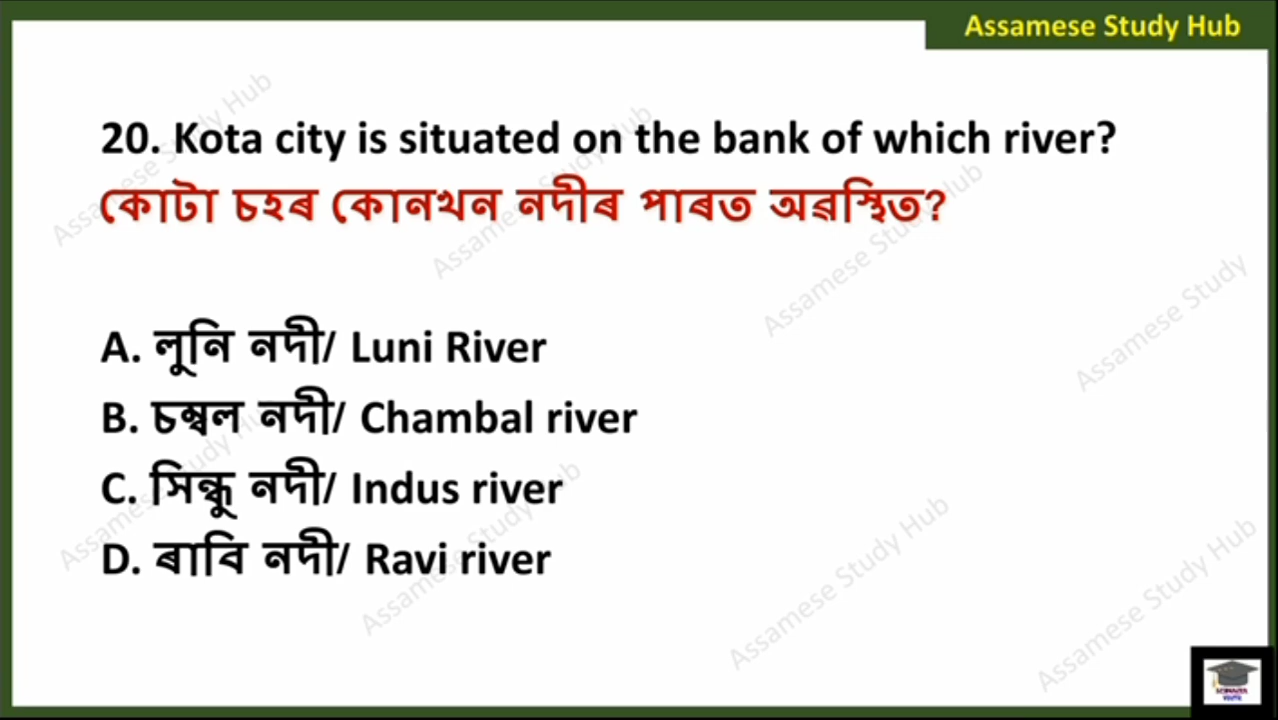 Assamese Study Hub
20. Kota city is situated on the bank of which river?
কোটা চহৰ কোনখন নদীৰ পাৰত অৱস্থিত?
A. লুনি নদী/ Luni River
B. চম্বল নদী/ Chambal river
C. সিন্ধু নদী/ Indus river
D. ৰাবি নদী/ Ravi river